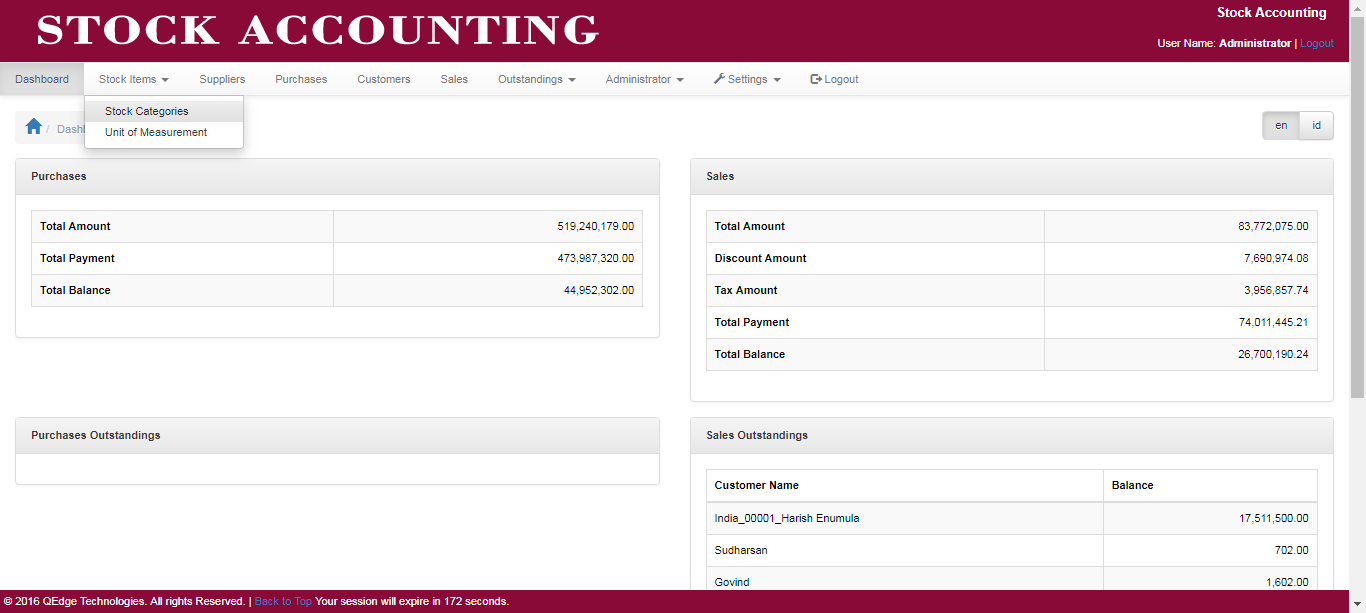 STOCK ACCOUNTING
Stock Accounting
User Name: Administrator | Logout
Dashboard Stock Items Suppliers Purchases Customers Sales Outstandings Administrator Settings Logout
Stock Categories
Unit of Measurement
/ Dashb
en id
Purchases
Total Amount 519,240,179.00
Total Payment 473,987,320.00
Total Balance 44,952,302.00
Sales
Total Amount 83,772,075.00
Discount Amount 7,690,974.08
Tax Amount 3,956,857.74
Total Payment 74,011,445.21
Total Balance 26,700,190.24
Purchases Outstandings
Sales Outstandings
Customer Name Balance
India_00001_Harish Enumula 17,511,500.00
Sudharsan 702.00
Govind 1,602.00
© 2016 QEdge Technologies. All rights Reserved. | Back to Top Your session will expire in 172 seconds.